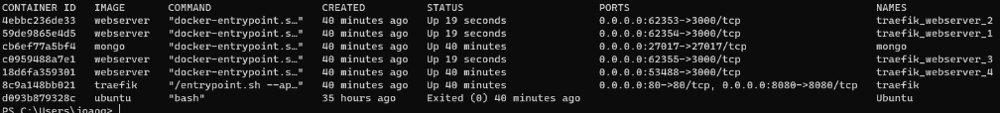 CONTAINER ID IMAGE COMMAND CREATED STATUS PORTS NAMES
4ebbc236de33 webserver "docker-entrypoint.s…" 40 minutes ago Up 19 seconds 0.0.0.0:62353->3000/tcp traefik_webserver_2
59de9865e4d5 webserver "docker-entrypoint.s…" 40 minutes ago Up 19 seconds 0.0.0.0:62354->3000/tcp traefik_webserver_1
cb6ef77a5bf4 mongo "docker-entrypoint.s…" 40 minutes ago Up 40 minutes 0.0.0.0:27017->27017/tcp mongo
c0959488a7e1 webserver "docker-entrypoint.s…" 40 minutes ago Up 19 seconds 0.0.0.0:62355->3000/tcp traefik_webserver_3
18d6fa359301 webserver "docker-entrypoint.s…" 40 minutes ago Up 40 minutes 0.0.0.0:53488->3000/tcp traefik_webserver_4
8c9a148bb021 traefik "/entrypoint.sh --ap…" 40 minutes ago Up 40 minutes 0.0.0.0:80->80/tcp, 0.0.0.0:8080->8080/tcp traefik
d093b879328c ubuntu "bash" 35 hours ago Exited (0) 40 minutes ago Ubuntu
PS C:\Users\joaoq>